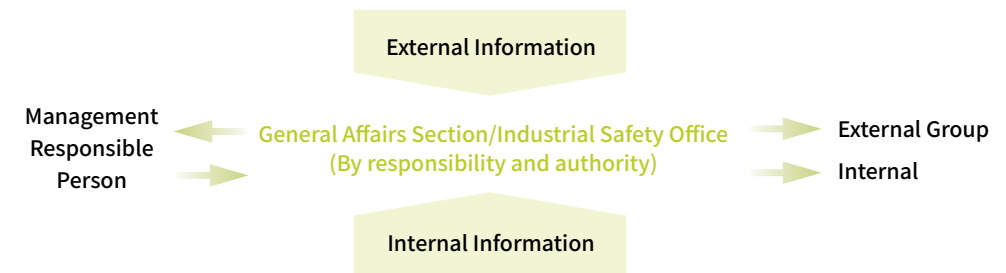 External Information
Management
Responsible
Person
General Affairs Section/Industrial Safety Office
(By responsibility and authority)
External Group
Internal
Internal Information